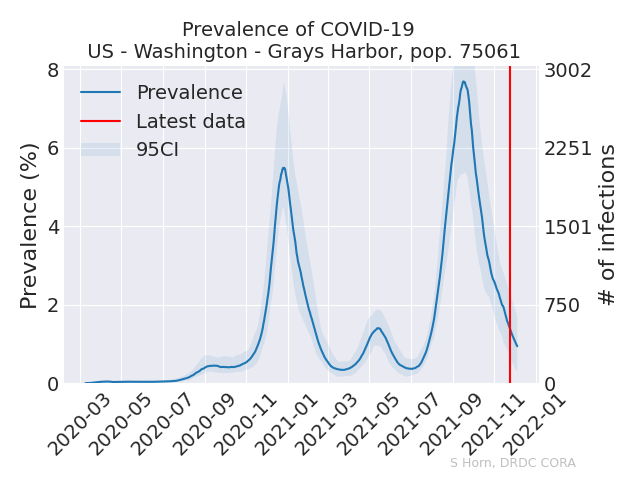 Prevalence of COVID-19
US - Washington - Grays Harbor, pop. 75061
Prevalence
Latest data
95CI
Prevalence (%)
8
6
4
2
0
3002
2251
1501
750
0
# of infections
2020-03
2020-05
2020-07
2020-09
2020-11
2021-01
2021-03
2021-05
2021-07
2021-09
2021-11
2022-01
S Horn, DRDC CORA